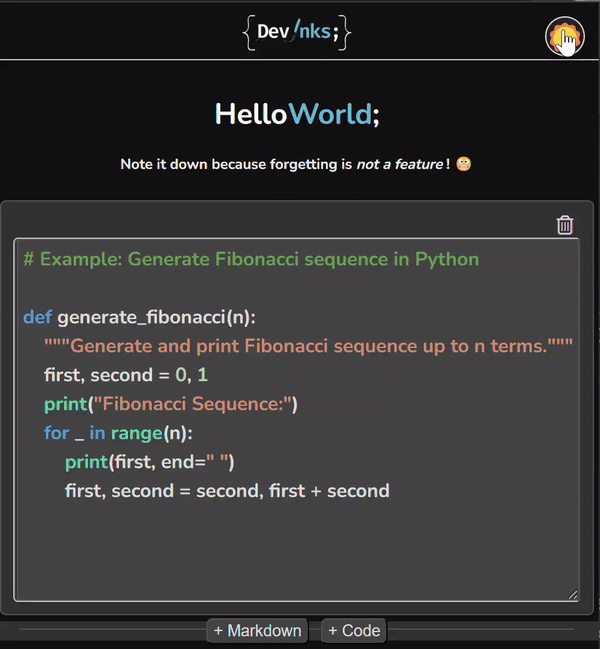 {Dev/nks;}
HelloWorld;
Note it down because forgetting is not a feature! 😬
# Example: Generate Fibonacci sequence in Python
def generate_fibonacci(n):
"""Generate and print Fibonacci sequence up to n terms."""
first, second = 0, 1
print("Fibonacci Sequence:")
for _ in range(n):
print(first, end=" ")
first, second = second, first + second
+ Markdown
+ Code